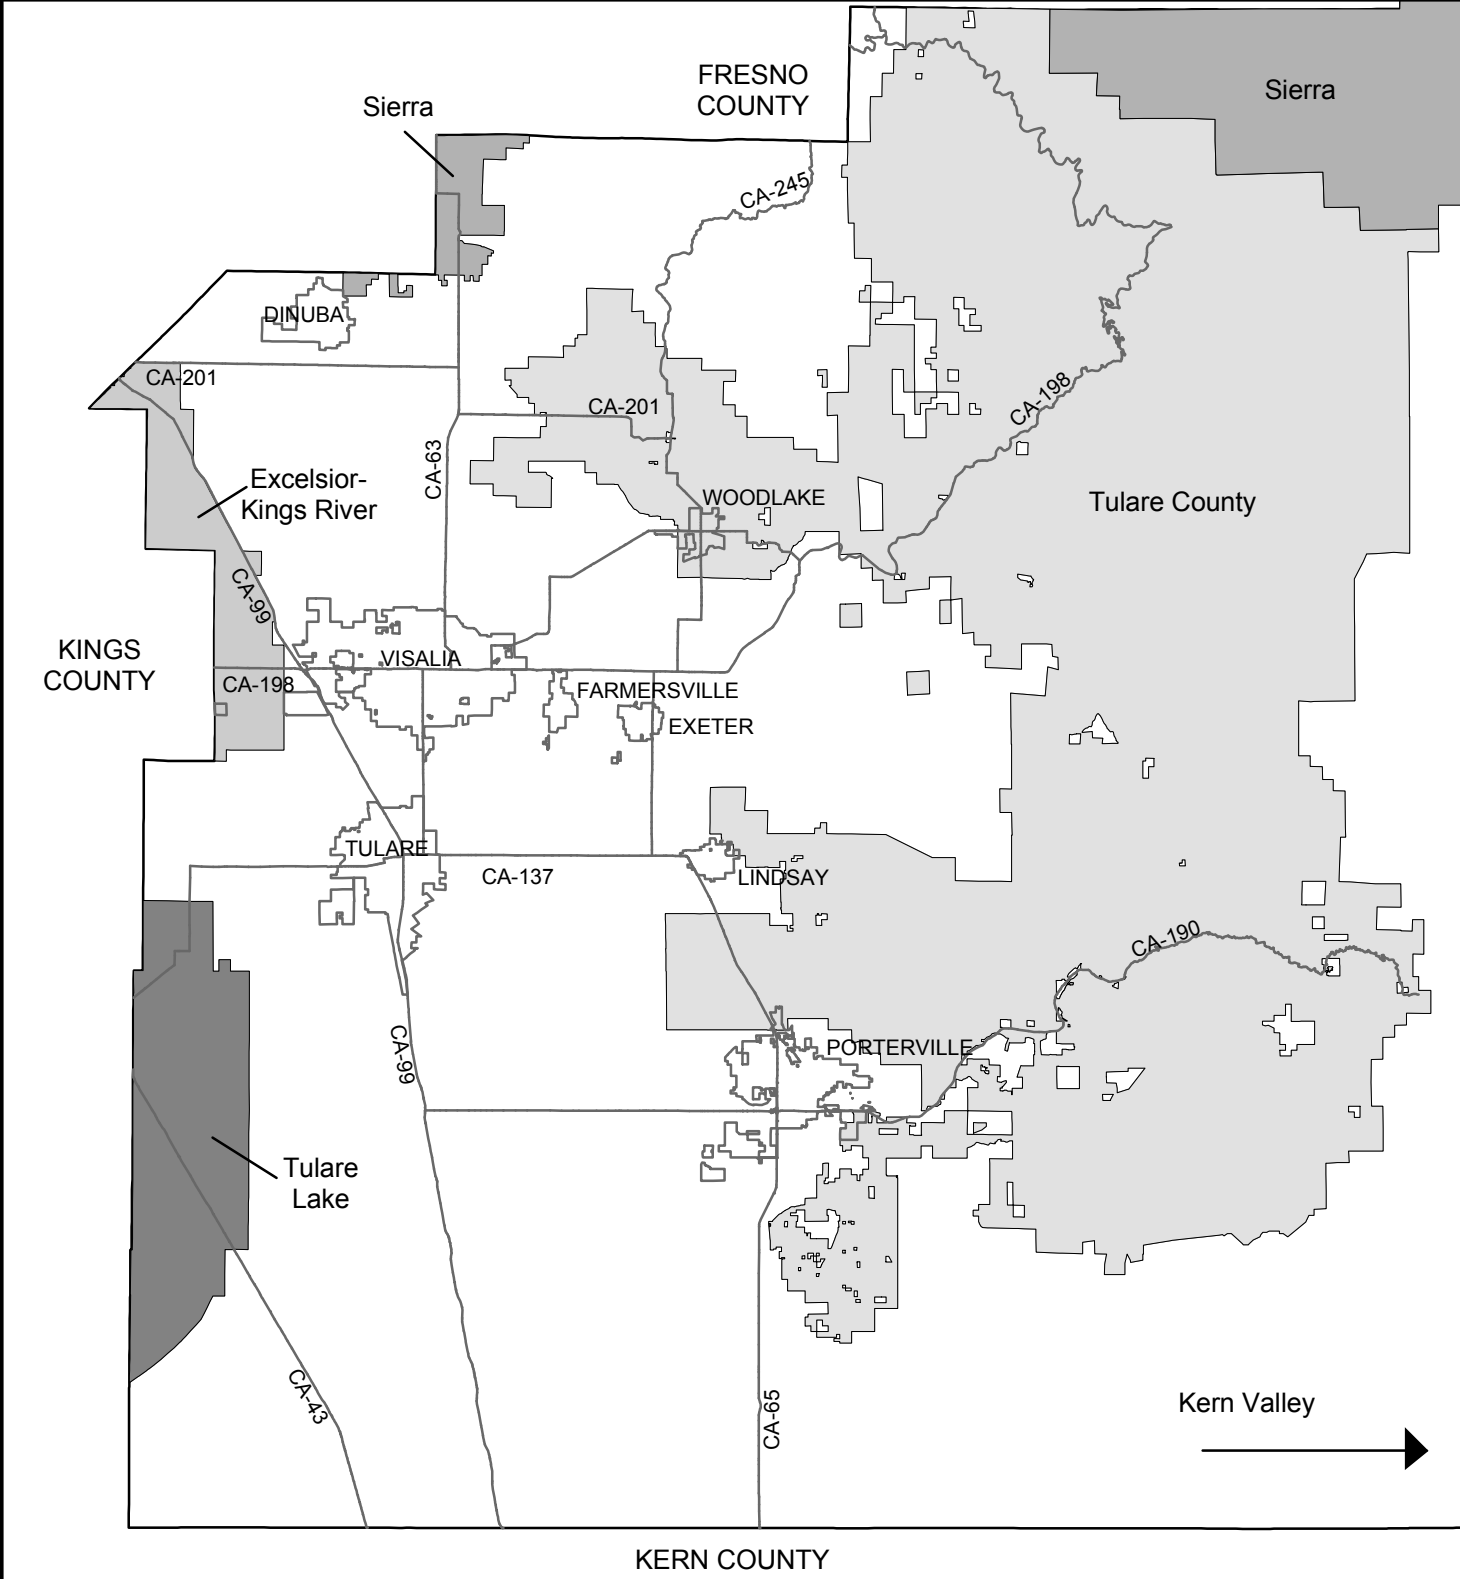 FRESNO
COUNTY
Sierra
Sierra
CA-245
DINUBA
CA-201
CA-198
CA-201
CA-63
Excelsior-
Kings River
WOODLAKE
Tulare County
CA-99
KINGS
COUNTY
VISALIA
CA-198
FARMERSVILLE
EXETER
TULARE
CA-137
LINDSAY
CA-190
CA-99
PORTERVILLE
Tulare
Lake
CA-43
CA-65
Kern Valley
KERN COUNTY